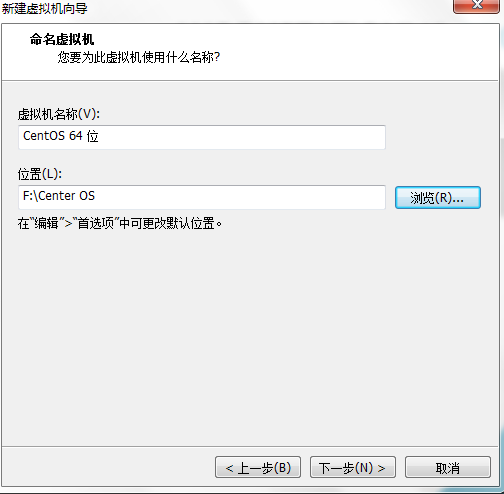 新建虚拟机向导
命名虚拟机
您要为此虚拟机使用什么名称?
虚拟机名称(V):
CentOS 64 位
位置(L):
F:\Center OS
浏览(R)...
在"编辑">"首选项"中可更改默认位置。
< 上一步(B)
下一步(N) >
取消